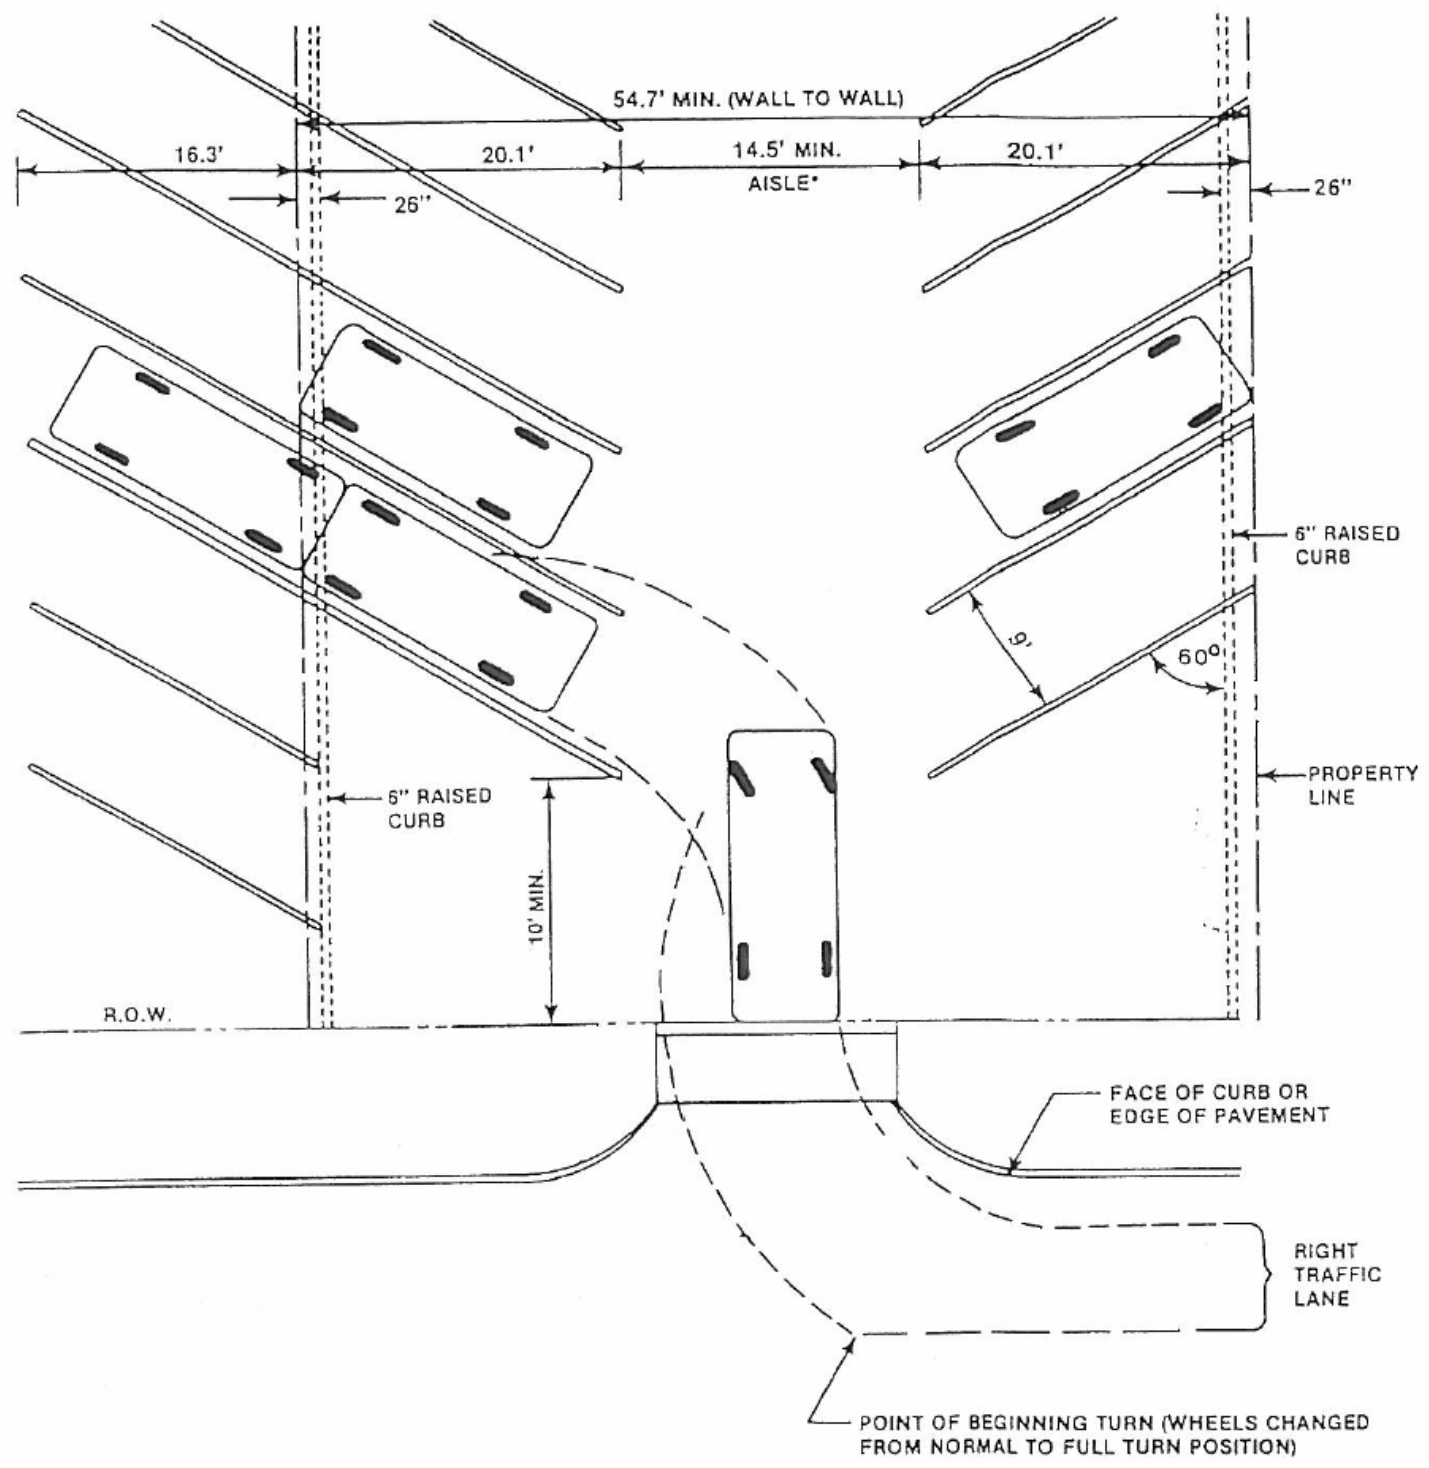 54.7' MIN. (WALL TO WALL)
16.3'
20.1'
14.5' MIN.
20.1'
AISLE*
26"
26"
6" RAISED
CURB
9'
60°
PROPERTY
LINE
6" RAISED
CURB
10' MIN.
R.O.W.
FACE OF CURB OR
EDGE OF PAVEMENT
RIGHT
TRAFFIC
LANE
POINT OF BEGINNING TURN (WHEELS CHANGED
FROM NORMAL TO FULL TURN POSITION)